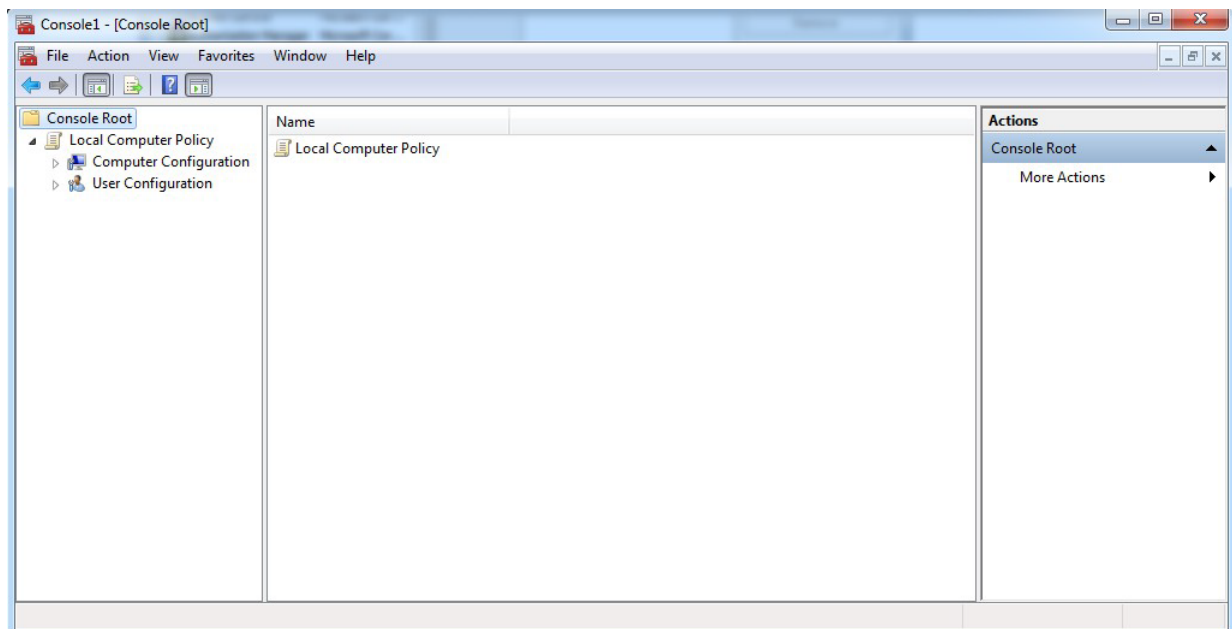 Console1 - [Console Root]
File Action View Favorites Window Help
Console Root
Local Computer Policy
Computer Configuration
User Configuration
Name
Local Computer Policy
Actions
Console Root
More Actions